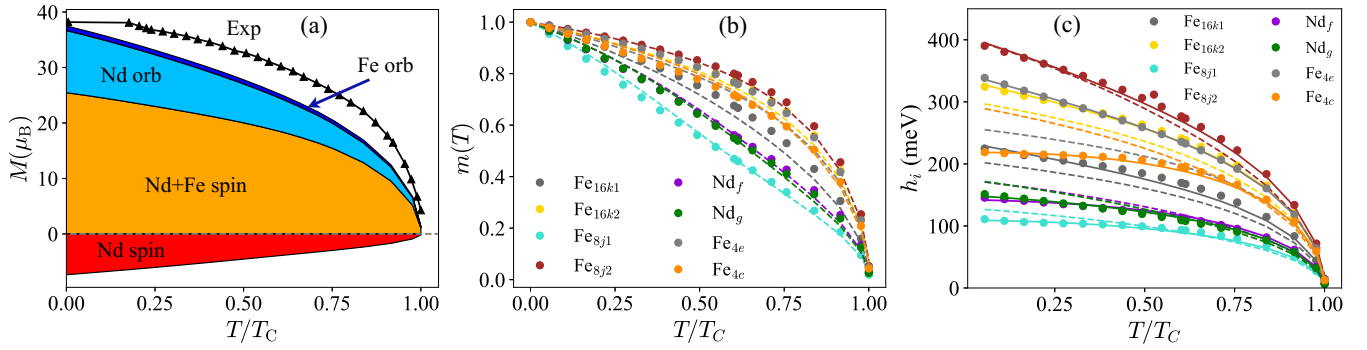 (a)
Exp
Fe orb
Nd orb
Nd+Fe spin
Nd spin
M(μB)
40
30
20
10
0
0.00 0.25 0.50 0.75 1.00
T/TC
(b)
m(T)
1.0
0.8
0.6
0.4
0.2
0.0
Fe16k1 Ndf
Fe16k2 Ndg
Fe8j1 Fe4e
Fe8j2 Fe4c
0.00 0.25 0.50 0.75 1.00
T/TC
(c)
hi (meV)
400
300
200
100
0
Fe16k1 Ndf
Fe16k2 Ndg
Fe8j1 Fe4e
Fe8j2 Fe4c
0.25 0.50 0.75 1.00
T/TC